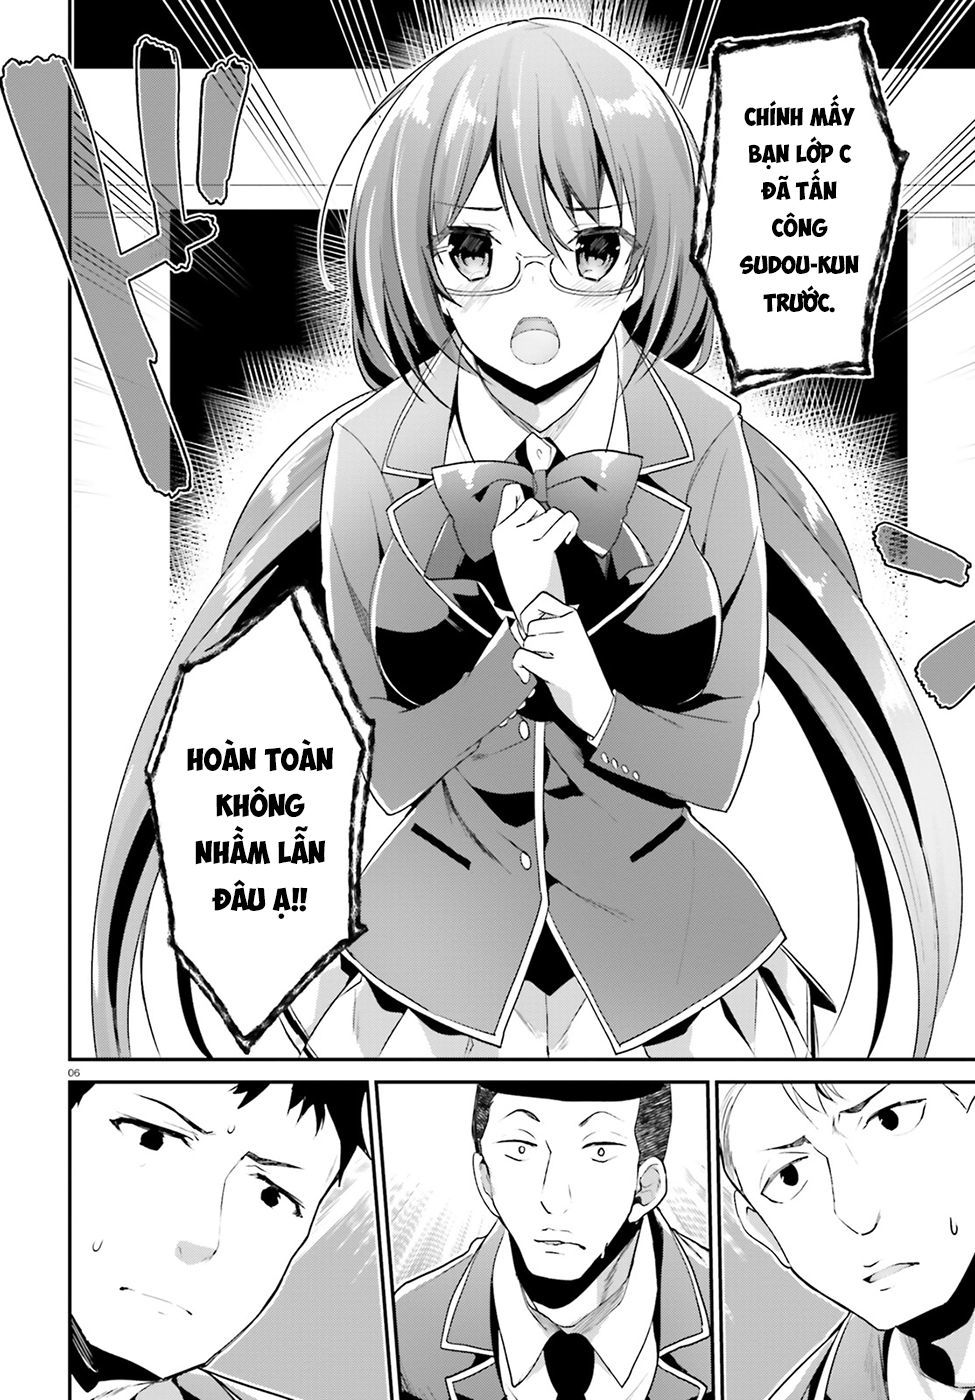 CHÍNH MẤY
BẠN LỚP C
ĐÃ TẤN
CÔNG
SUDOU-KUN
TRƯỚC.
HOÀN TOÀN
KHÔNG
NHẦM LẪN
ĐÂU Ạ!!
06